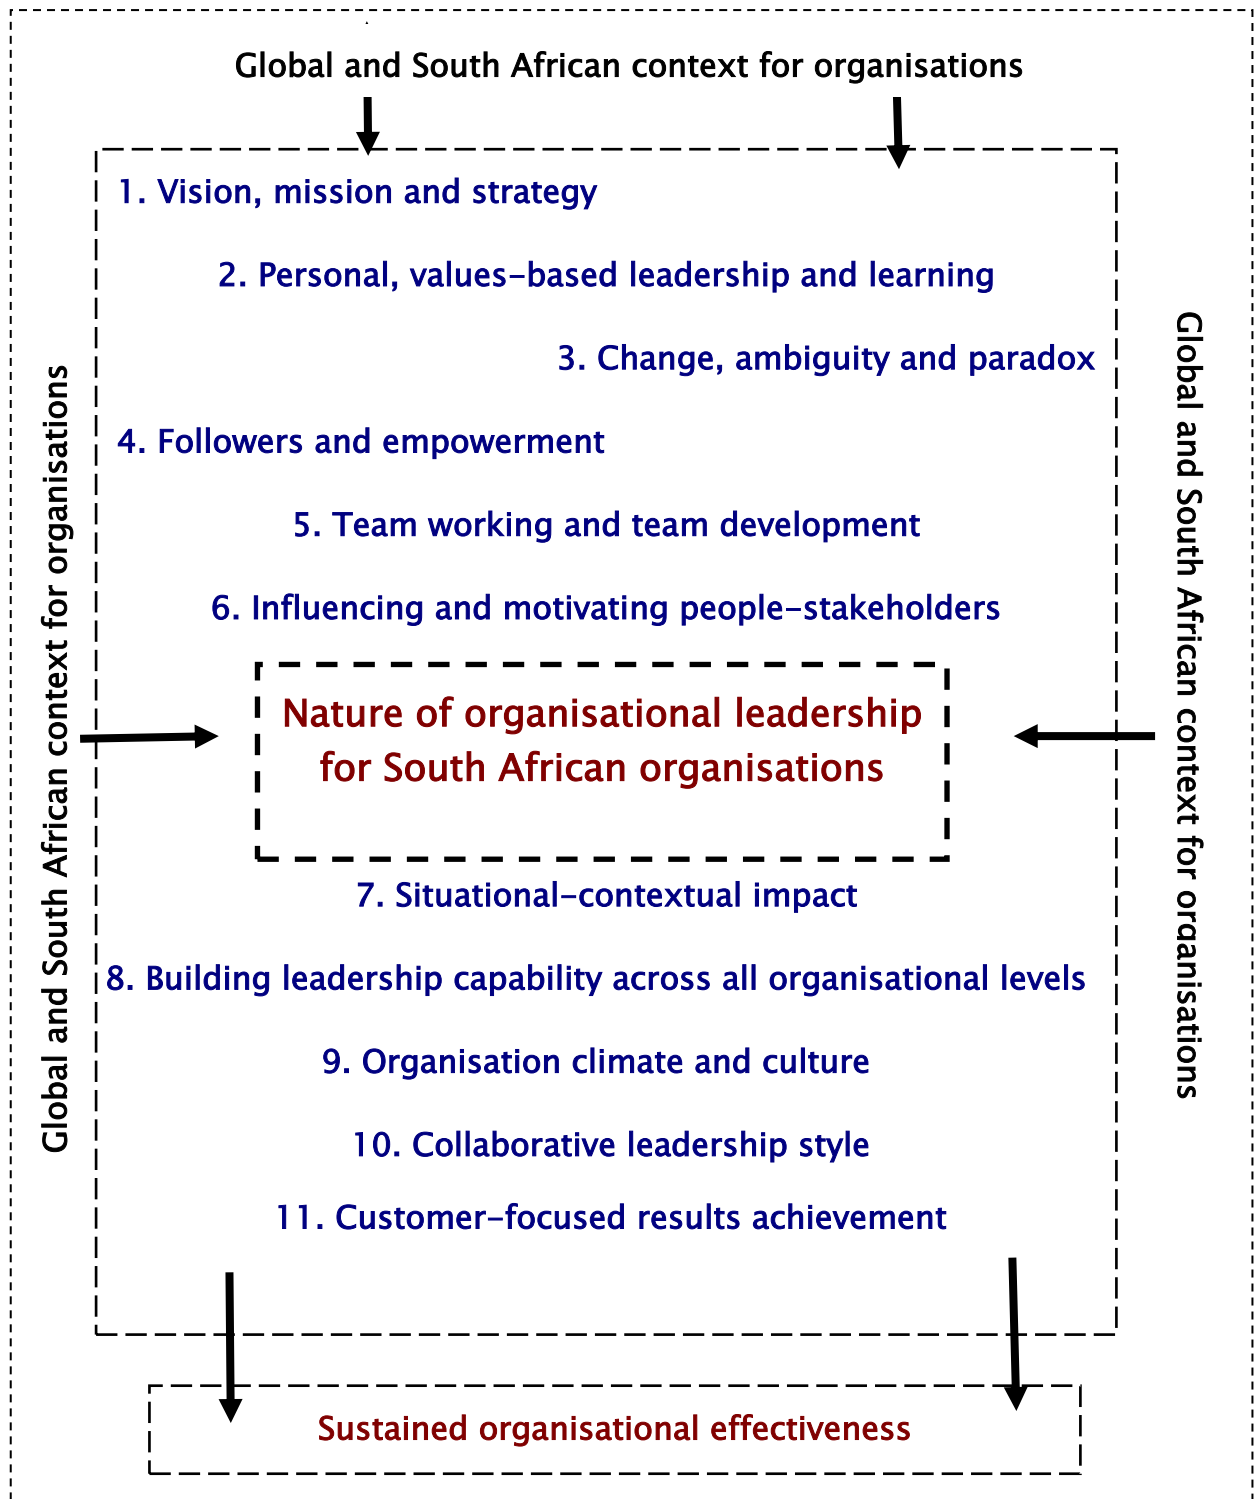 Global and South African context for organisations
1. Vision, mission and strategy
2. Personal, values-based leadership and learning
3. Change, ambiguity and paradox
4. Followers and empowerment
5. Team working and team development
6. Influencing and motivating people-stakeholders
Global and South African context for organisations
Nature of organisational leadership
for South African organisations
Global and South African context for organisations
7. Situational-contextual impact
8. Building leadership capability across all organisational levels
9. Organisation climate and culture
10. Collaborative leadership style
11. Customer-focused results achievement
Sustained organisational effectiveness